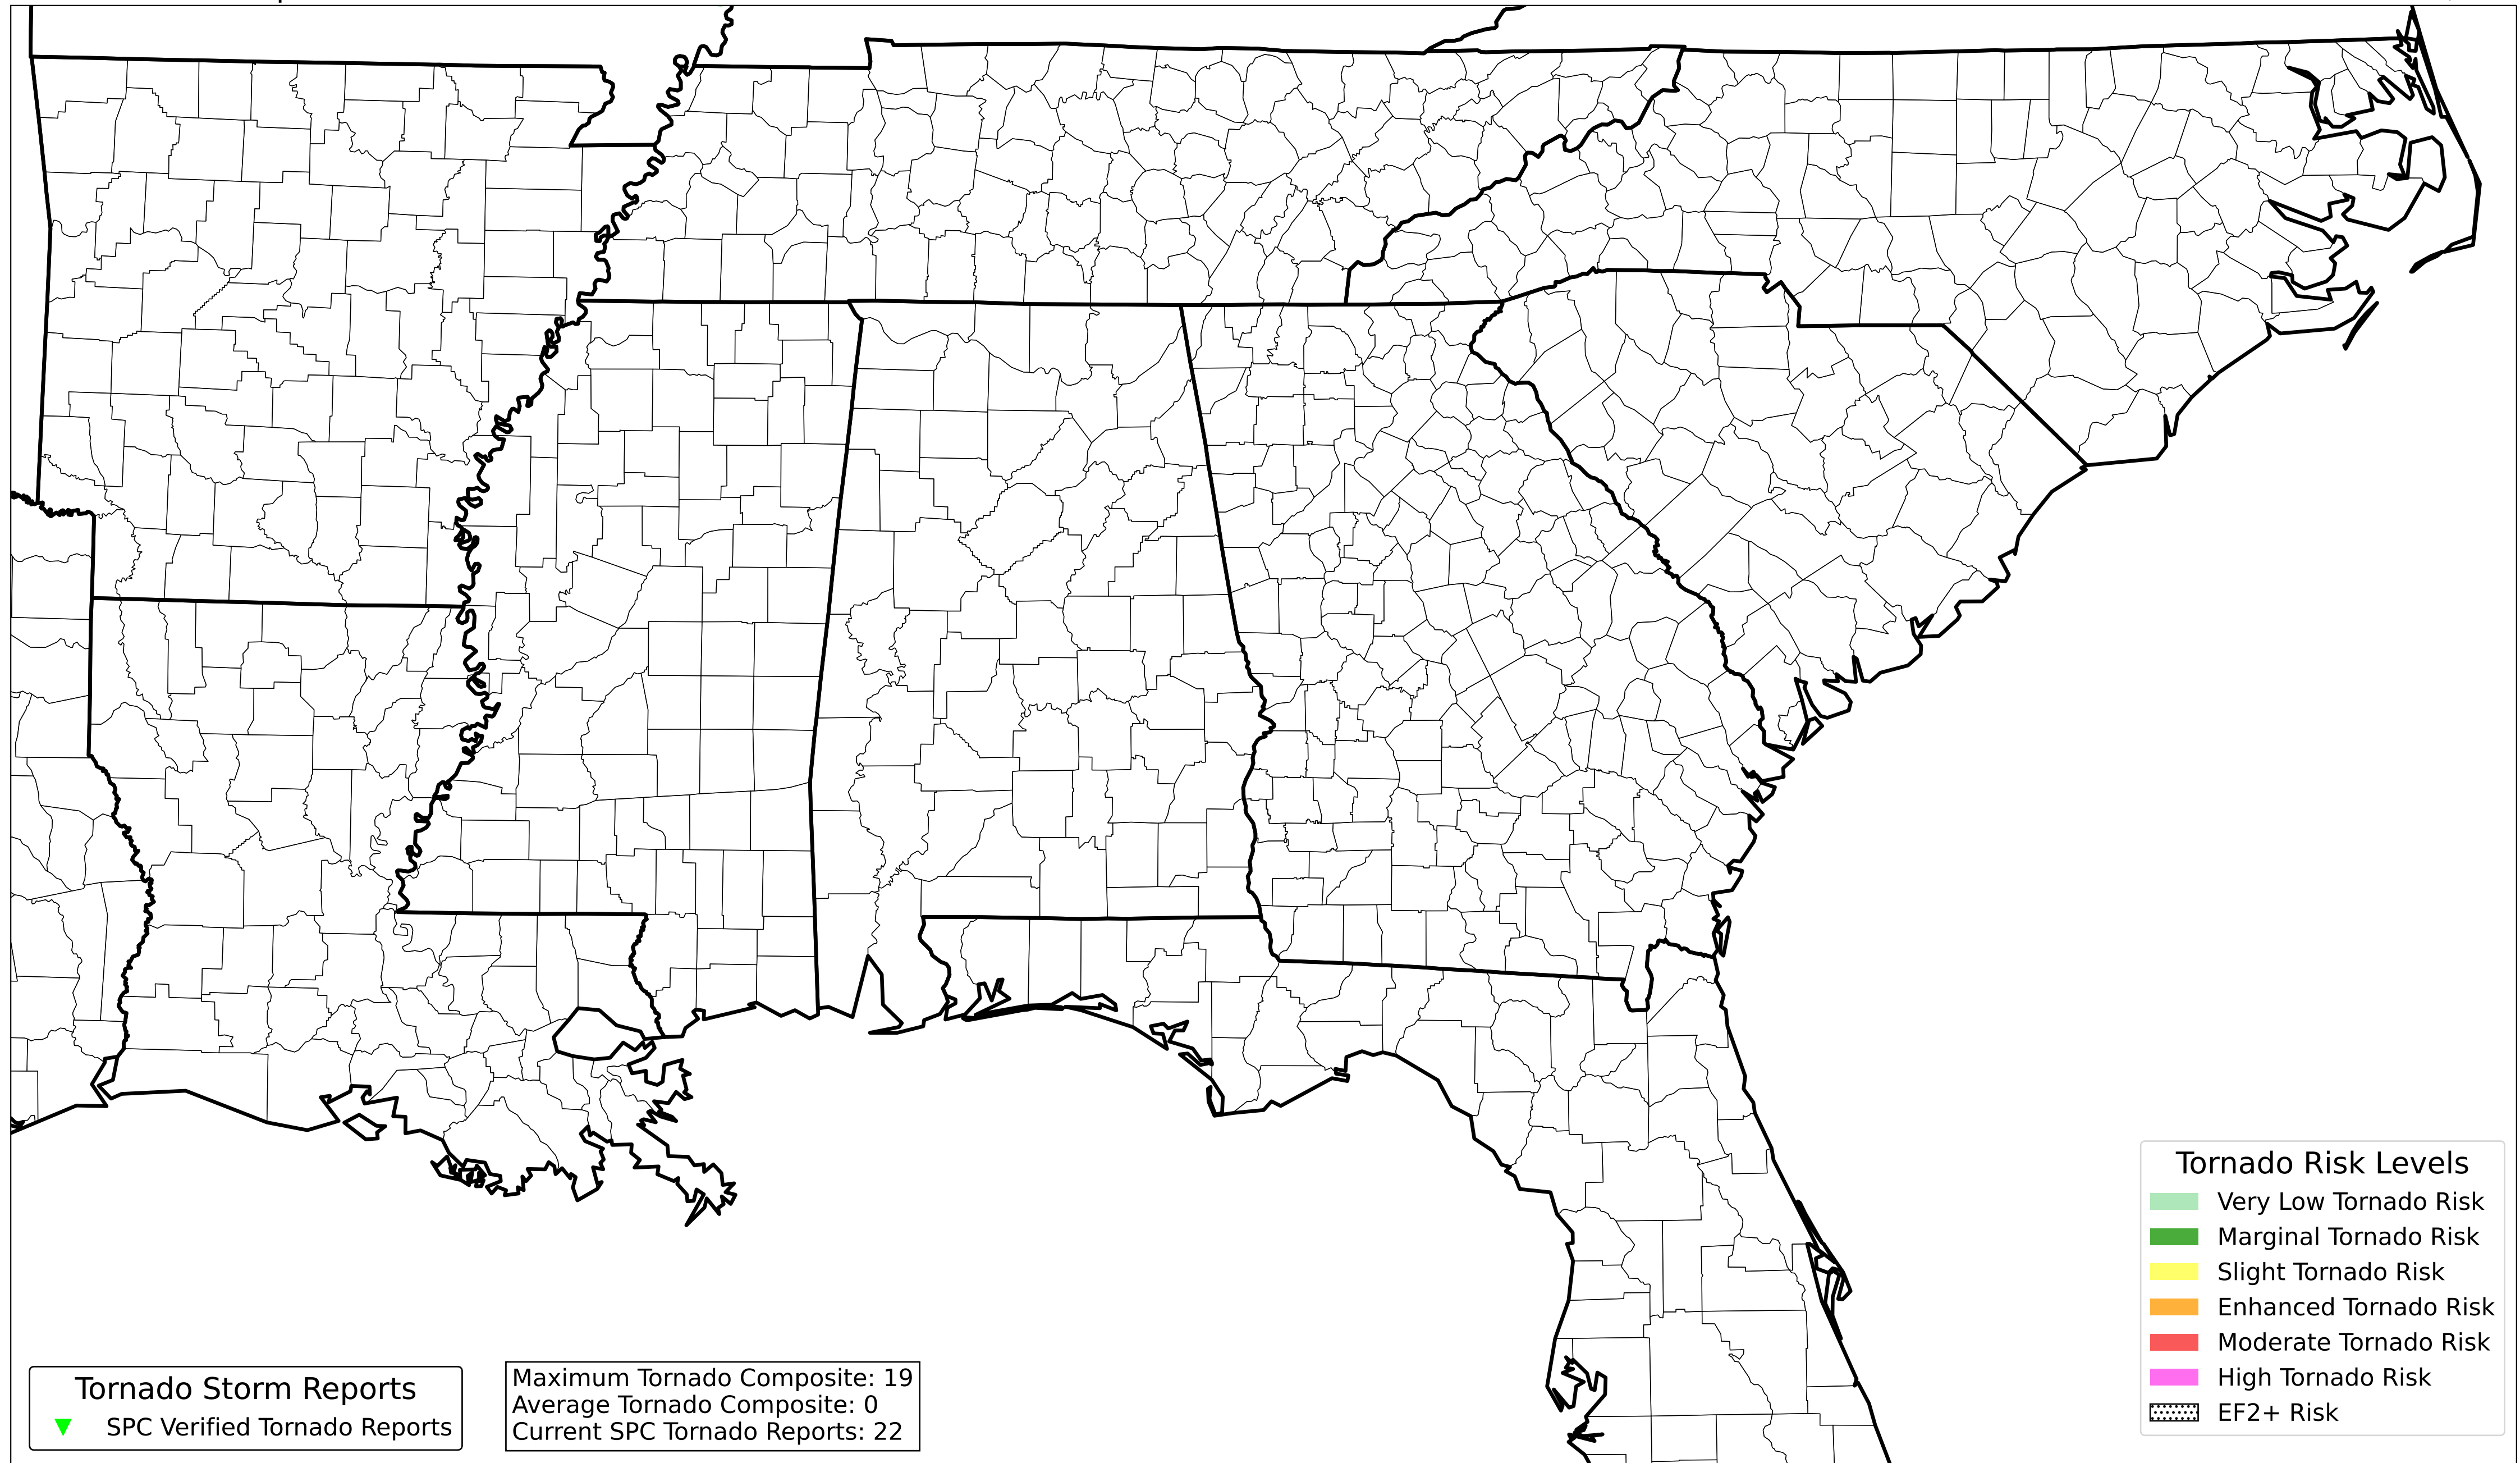 Tornado Risk Levels
Very Low Tornado Risk
Marginal Tornado Risk
Slight Tornado Risk
Enhanced Tornado Risk
Moderate Tornado Risk
High Tornado Risk
EF2+ Risk
Tornado Storm Reports
SPC Verified Tornado Reports
Maximum Tornado Composite: 19
Average Tornado Composite: 0
Current SPC Tornado Reports: 22